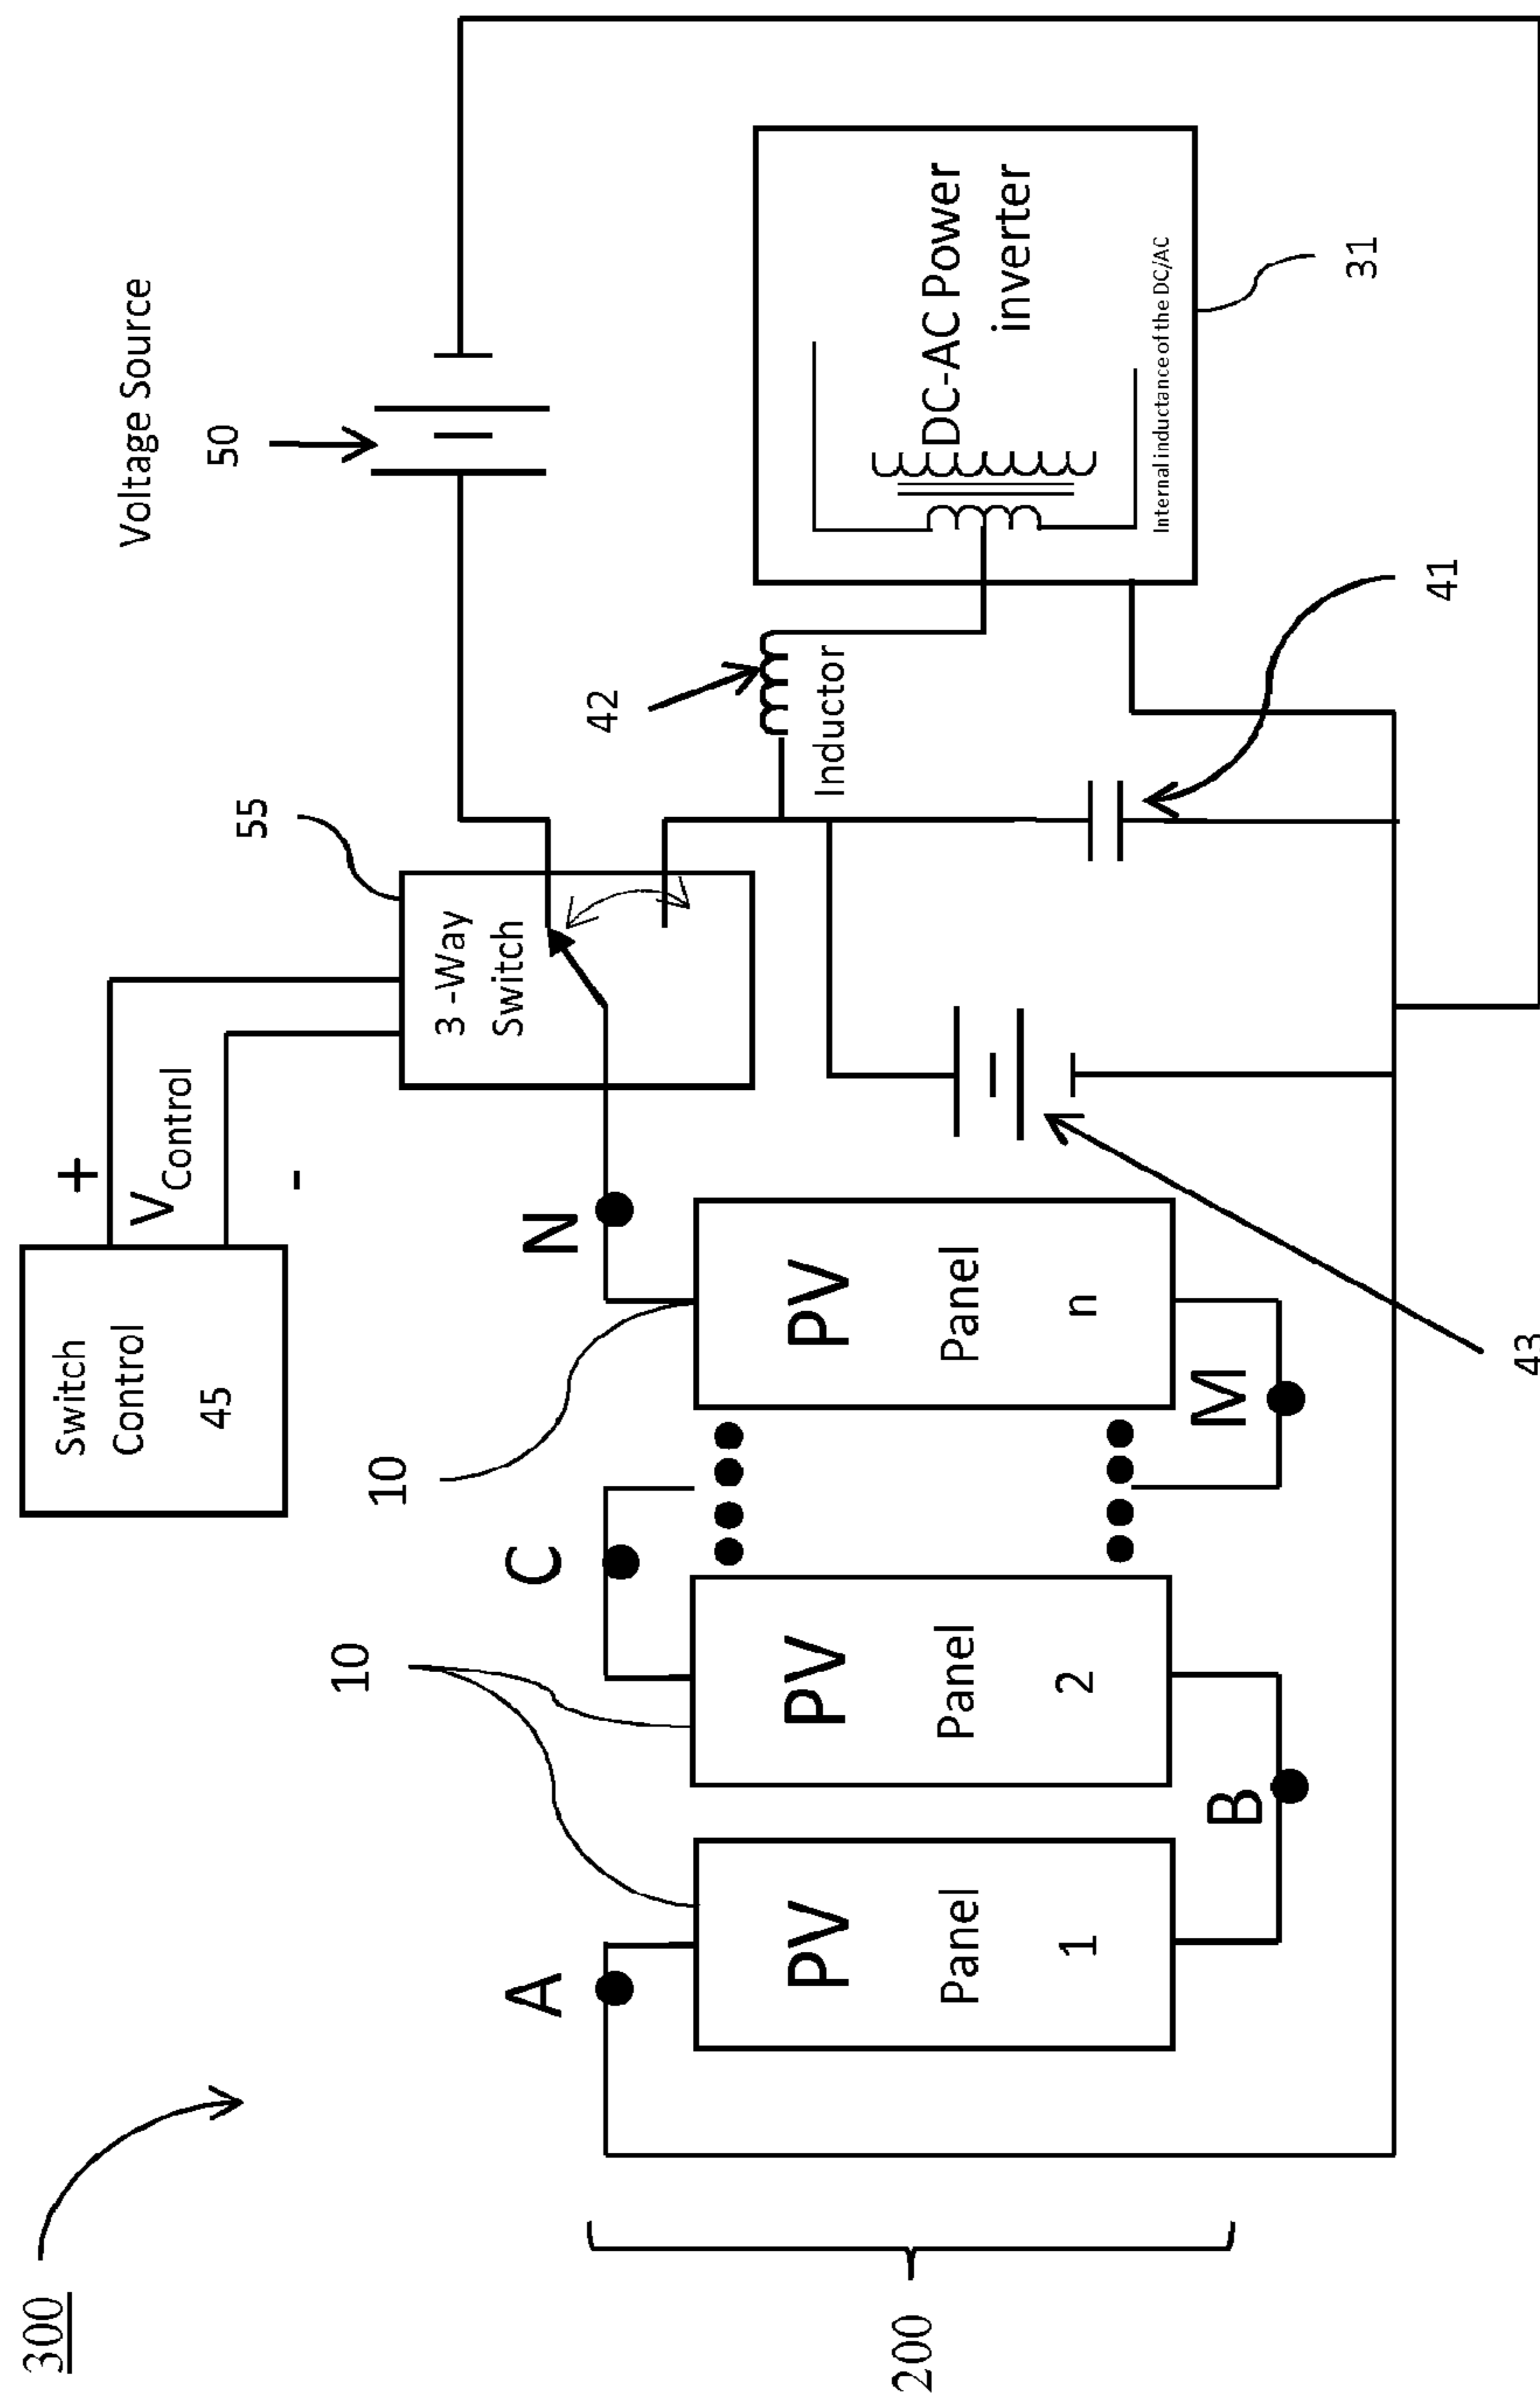 300
Switch
Control
45
+
V Control
-
55
Voltage Source
50
3 -Way
Switch
42
Inductor
DC-AC Power
inverter
Internal inductance of the DC/AC
31
41
43
200
A
10
C
10
N
PV
Panel
1
PV
Panel
2
PV
Panel
n
B
M